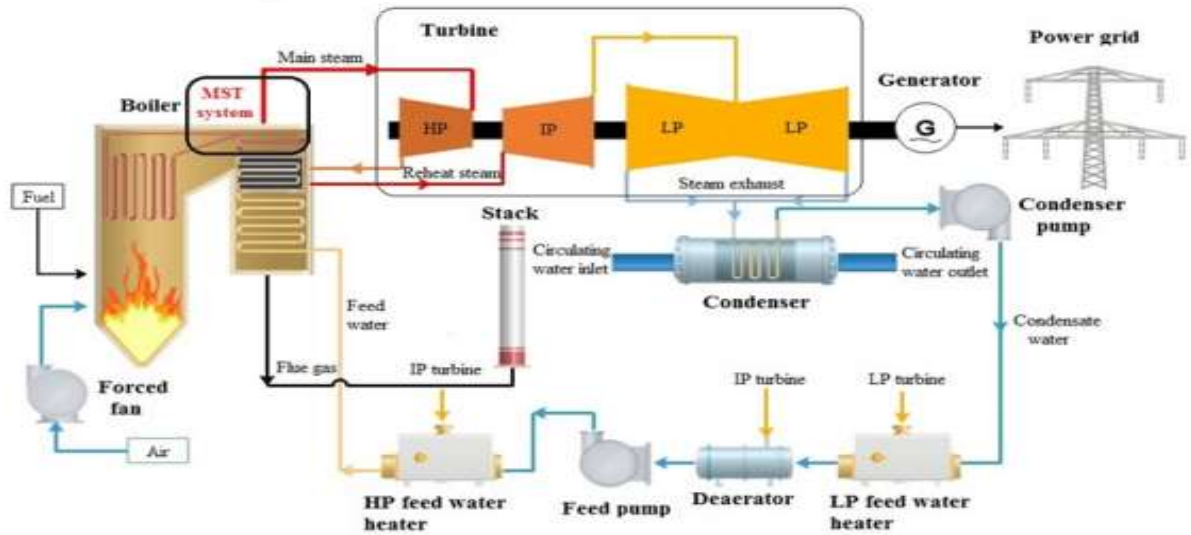 Turbine
Power grid
Main steam
Generator
Boiler
MST
system
HP
IP
LP
LP
G
Reheat steam
Steam exhaust
Fuel
Stack
Condenser
pump
Circulating
water inlet
Circulating
water outlet
Condenser
Feed
water
Condensate
water
Flue gas
IP turbine
IP turbine
LP turbine
Forced
fan
Air
HP feed water
heater
Feed pump
Deaerator
LP feed water
heater